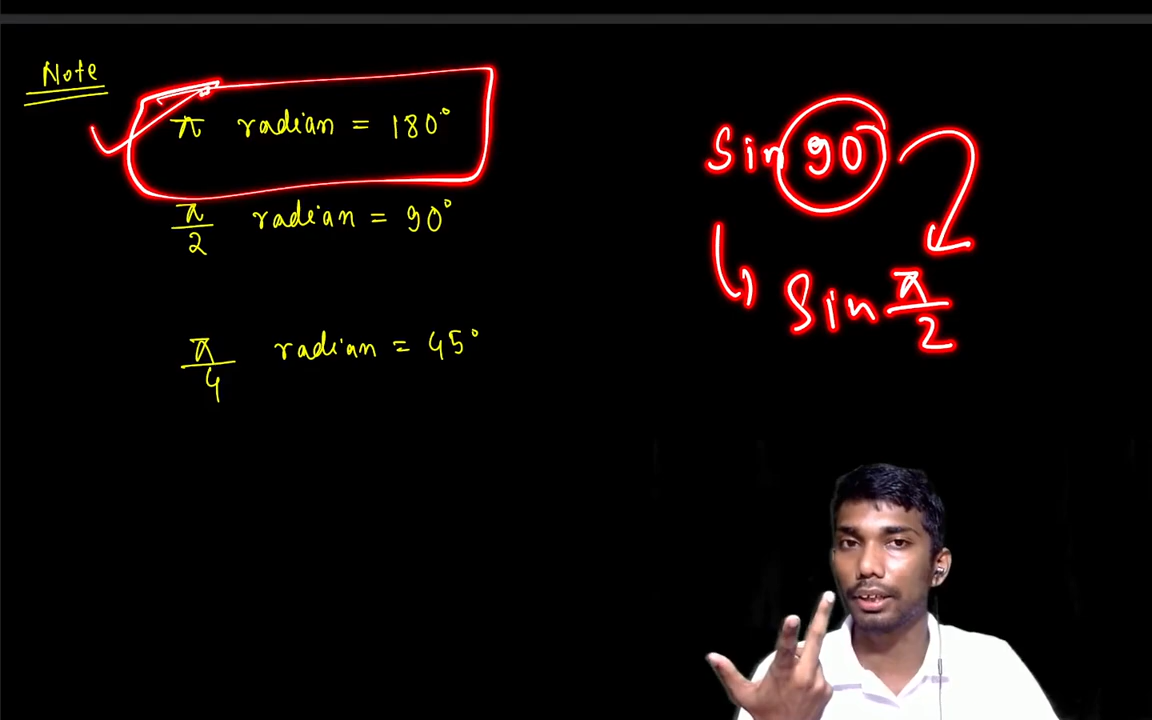 Note
π radian = 180°
π/2 radian = 90°
π/4 radian = 45°
Sin 90
Sin π/2